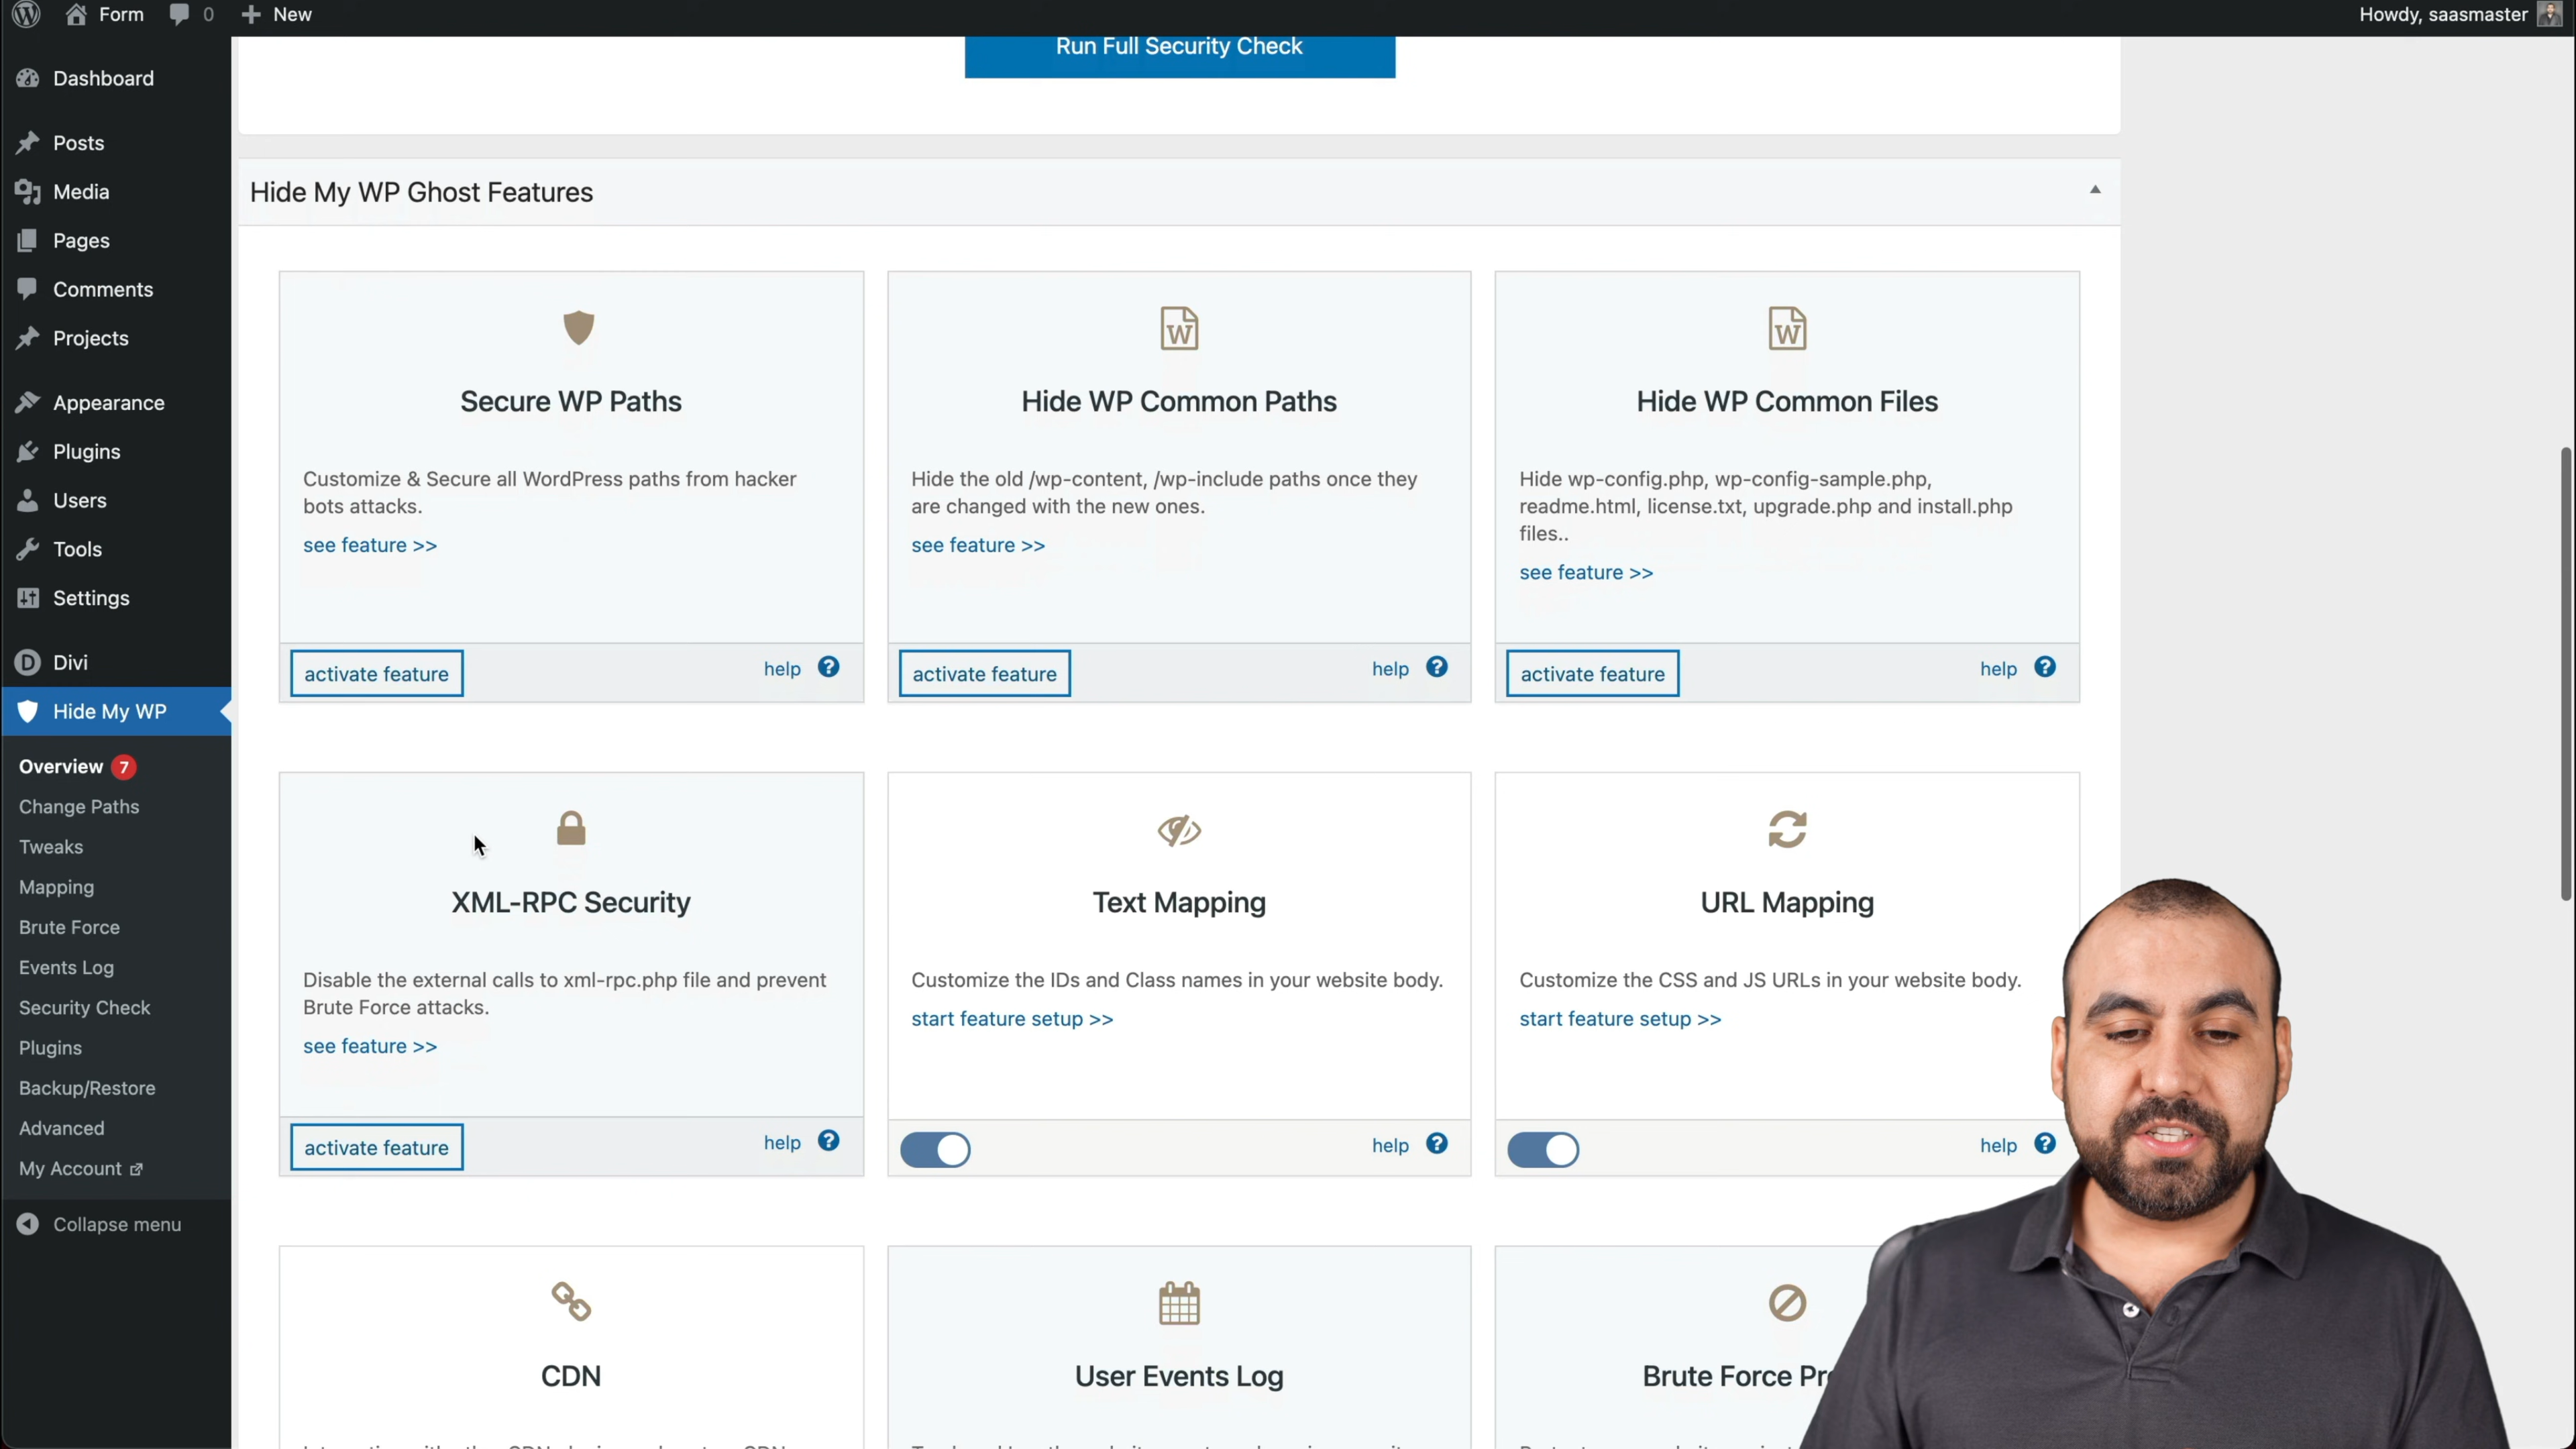 Form
0
New
Howdy, saasmaster
Dashboard
Posts
Media
Pages
Comments
Projects
Appearance
Plugins
Users
Tools
Settings
Divi
Hide My WP
Overview 7
Change Paths
Tweaks
Mapping
Brute Force
Events Log
Security Check
Plugins
Backup/Restore
Advanced
My Account
Collapse menu
Run Full Security Check
Hide My WP Ghost Features
Secure WP Paths
Customize & Secure all WordPress paths from hacker
bots attacks.
see feature >>
activate feature
help
Hide WP Common Paths
Hide the old /wp-content, /wp-include paths once they
are changed with the new ones.
see feature >>
activate feature
help
Hide WP Common Files
Hide wp-config.php, wp-config-sample.php,
readme.html, license.txt, upgrade.php and install.php
files..
see feature >>
activate feature
help
XML-RPC Security
Disable the external calls to xml-rpc.php file and prevent
Brute Force attacks.
see feature >>
activate feature
help
Text Mapping
Customize the IDs and Class names in your website body.
start feature setup >>
help
URL Mapping
Customize the CSS and JS URLs in your website body.
start feature setup >>
help
CDN
User Events Log
Brute Force